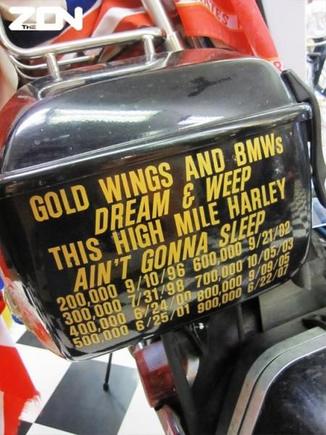 THE ZON
GOLD WINGS AND BMWs
DREAM & WEEP
THIS HIGH MILE HARLEY
AIN'T GONNA SLEEP
200,000 9/10/96 600,000 9/21/02
300,000 7/31/98 700,000 10/05/03
400,000 6/24/00 800,000 9/09/05
500,000 6/25/01 900,000 6/22/07